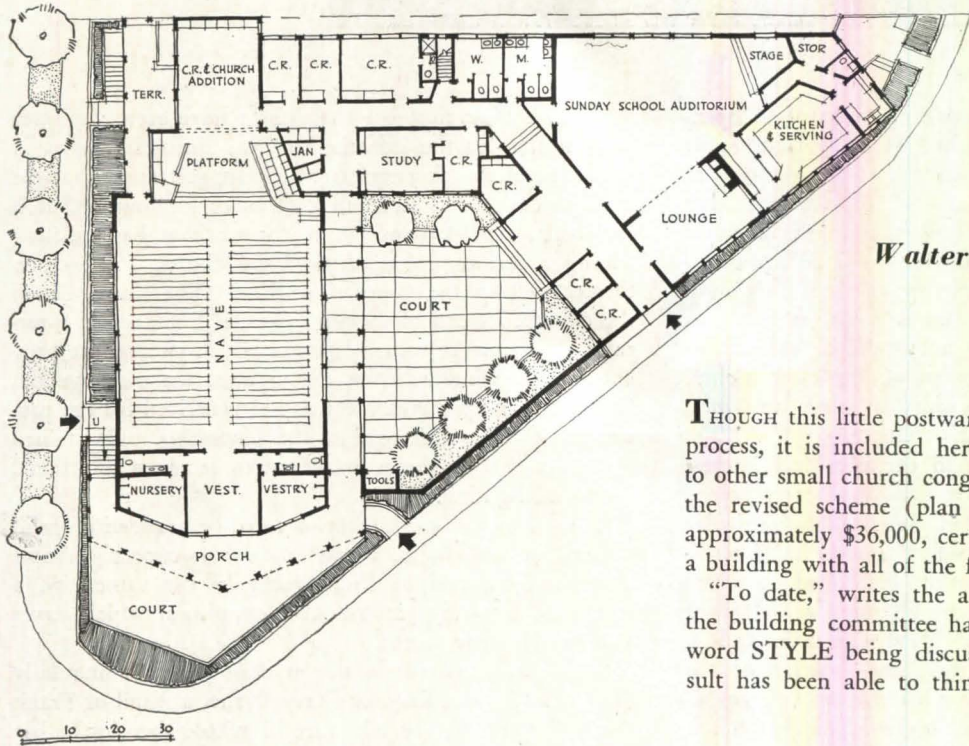 TERR.
C.R. & CHURCH
ADDITION
C.R.
C.R.
C.R.
W.
M.
STAGE
STOR
SUNDAY SCHOOL AUDITORIUM
KITCHEN
& SERVING
PLATFORM
JAN
STUDY
C.R.
C.R.
LOUNGE
NAVE
COURT
C.R.
C.R.
U
TOOLS
NURSERY
VEST.
VESTRY
PORCH
COURT
0 10 20 30
Walter
THOUGH this little postwar
process, it is included her
to other small church cong
the revised scheme (plan
approximately $36,000, cer
a building with all of the f
"To date," writes the a
the building committee ha
word STYLE being discu
sult has been able to thin